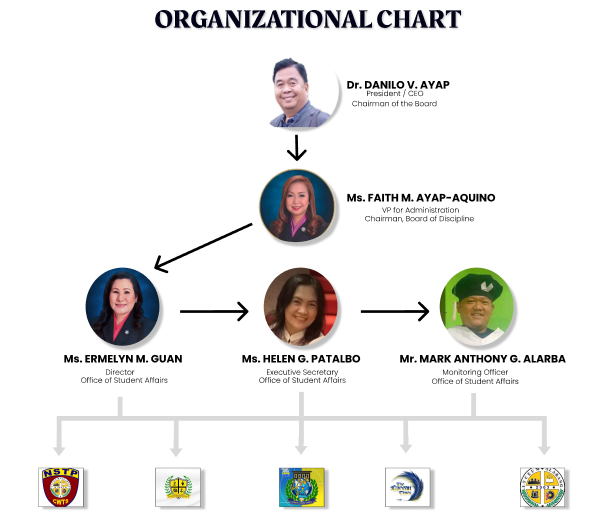 ORGANIZATIONAL CHART
Dr. DANILO V. AYAP
President / CEO
Chairman of the Board
Ms. FAITH M. AYAP-AQUINO
VP for Administration
Chairman, Board of Discipline
Ms. ERMELYN M. GUAN
Director
Office of Student Affairs
Ms. HELEN G. PATALBO
Executive Secretary
Office of Student Affairs
Mr. MARK ANTHONY G. ALARBA
Monitoring Officer
Office of Student Affairs
NSTP
CWTS
The